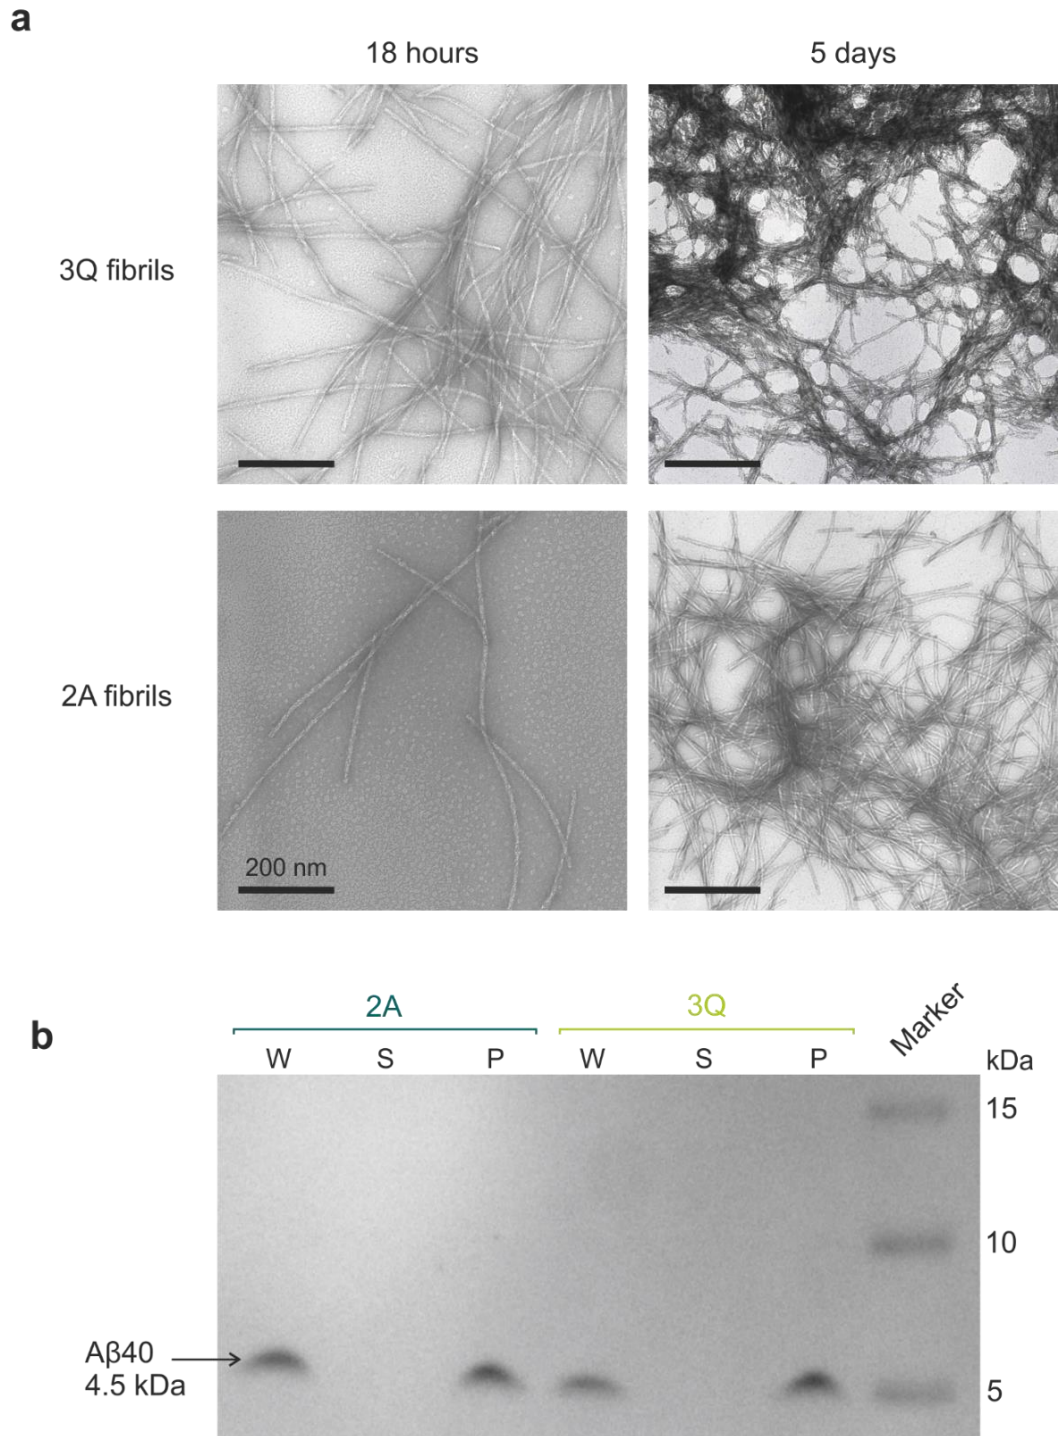 a
18 hours
5 days
3Q fibrils
2A fibrils
200 nm
b
2A
3Q
Marker
W
S
P
W
S
P
kDa
15
10
5
Aβ40
4.5 kDa